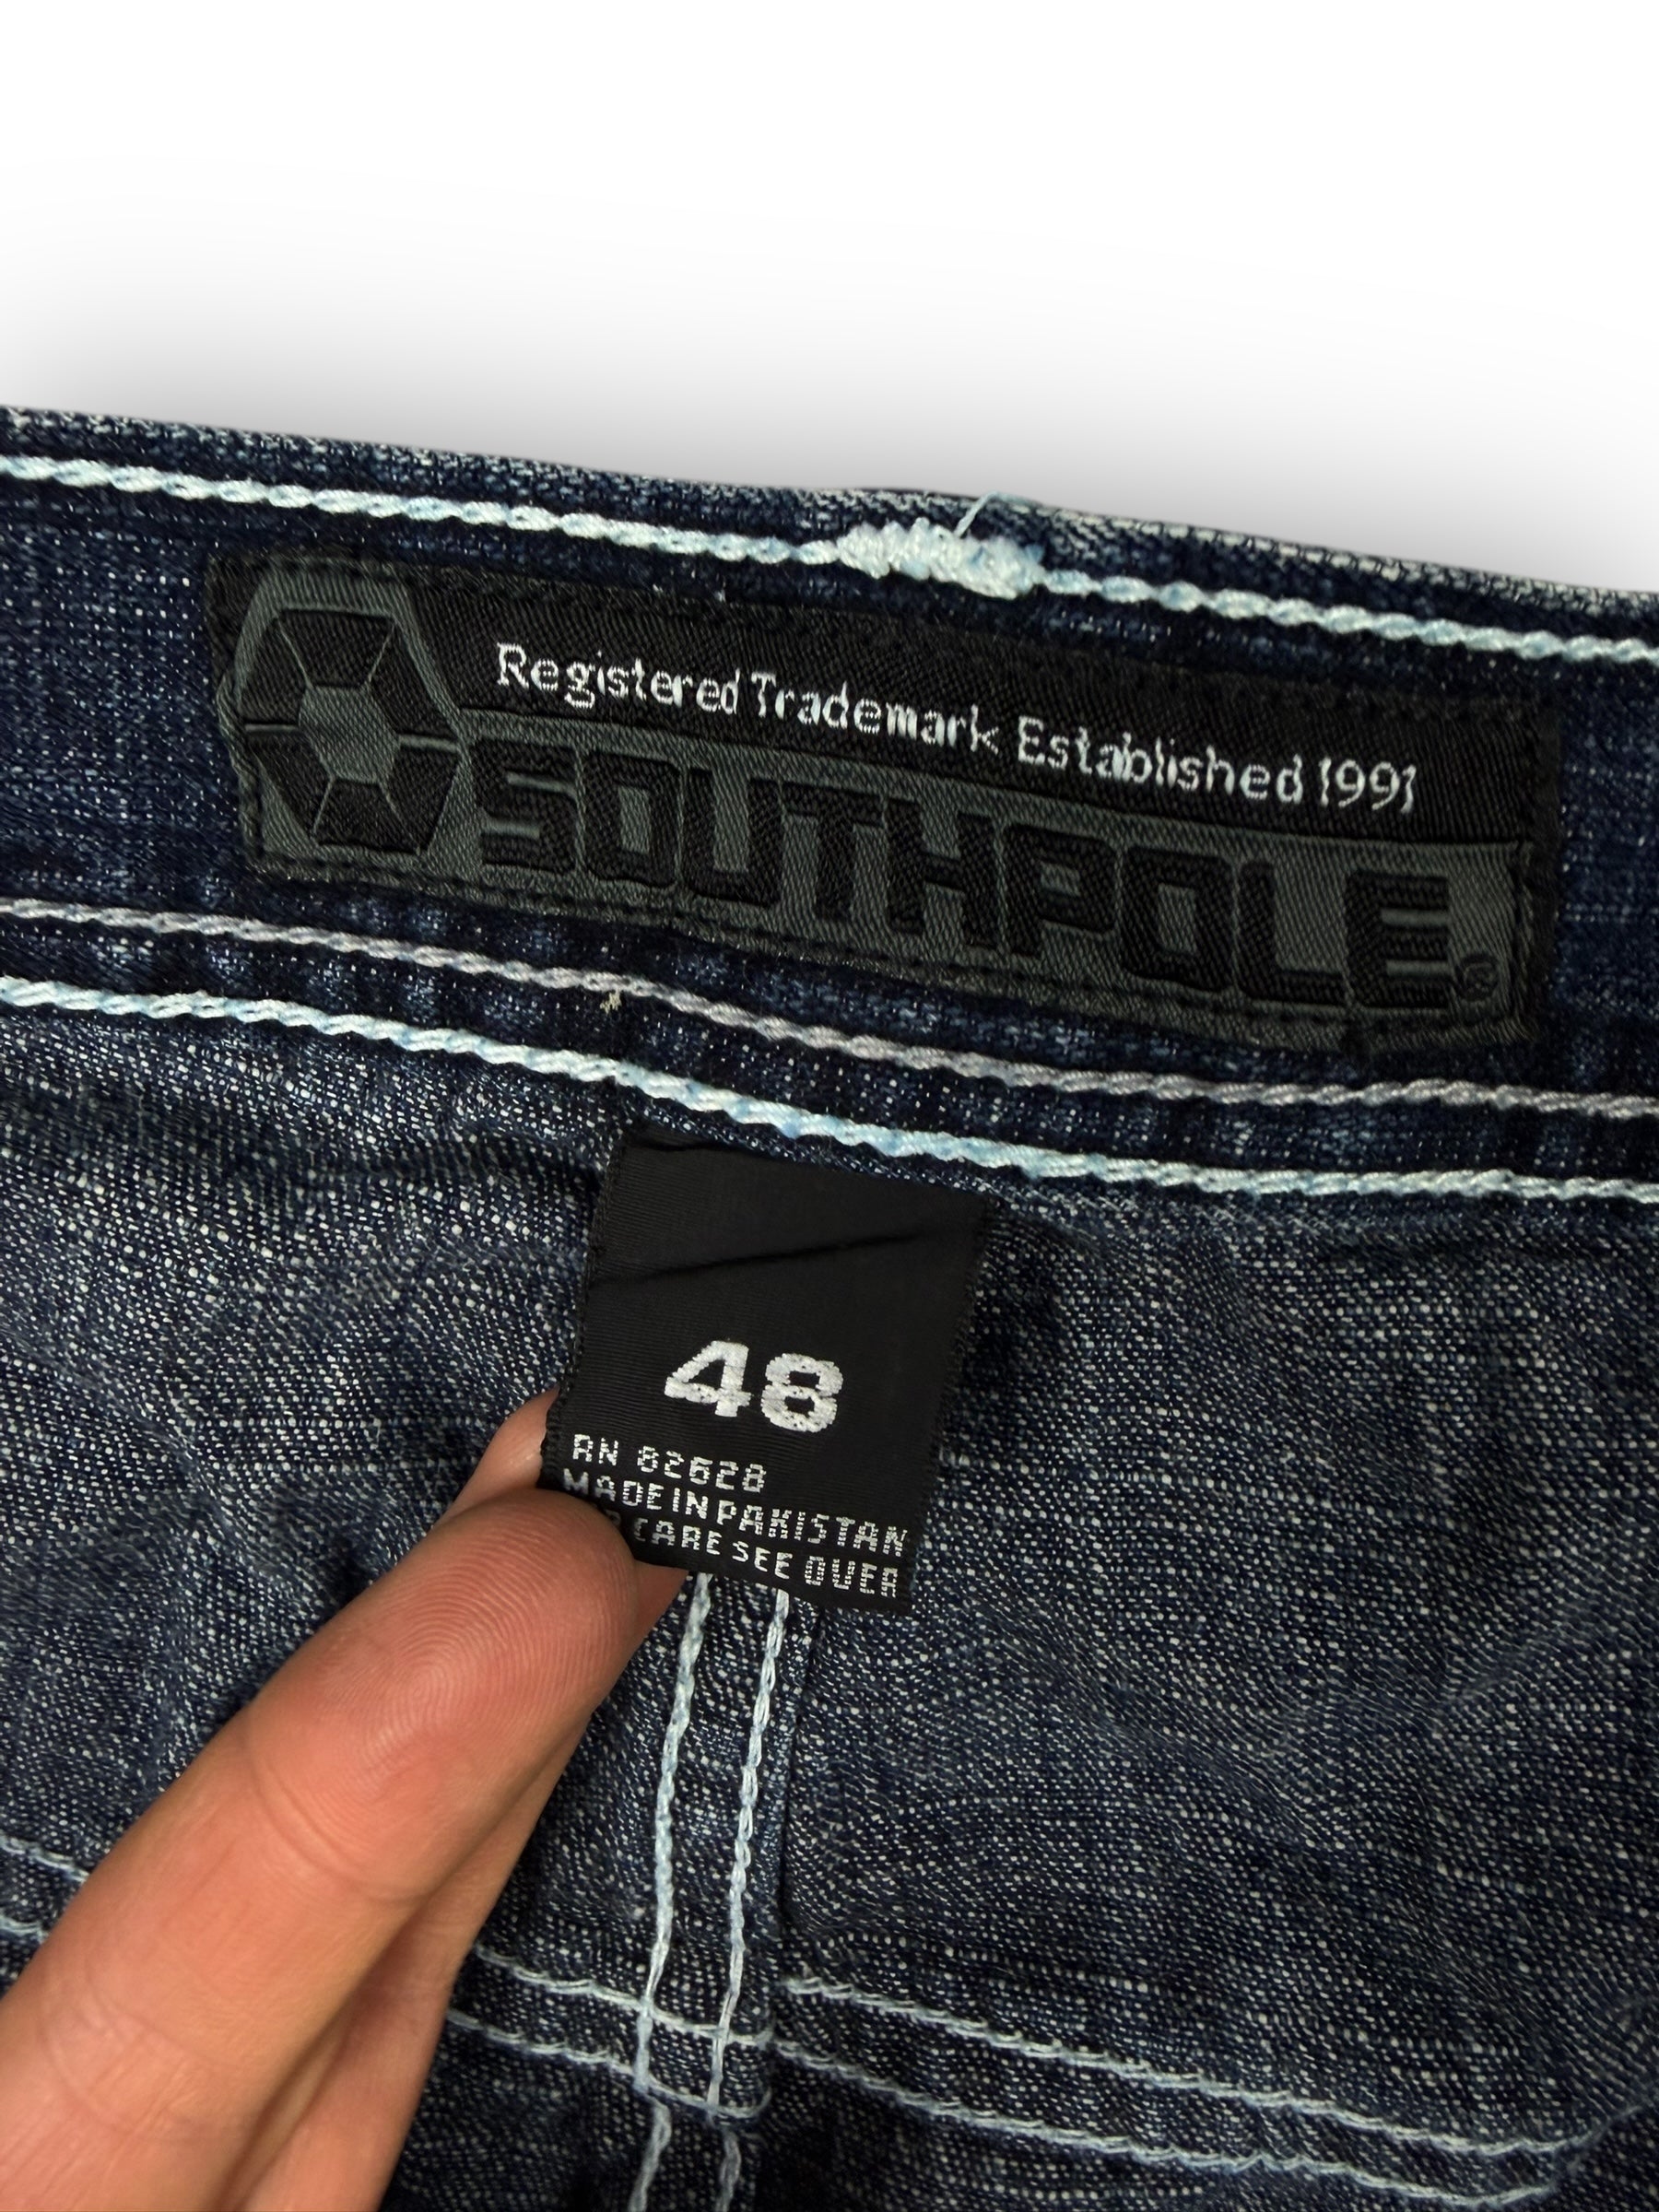 Registered Trademark Established 1991
SOUTHPOLE®
48
RN 82628
MADE IN PAKISTAN
CARE SEE OVER